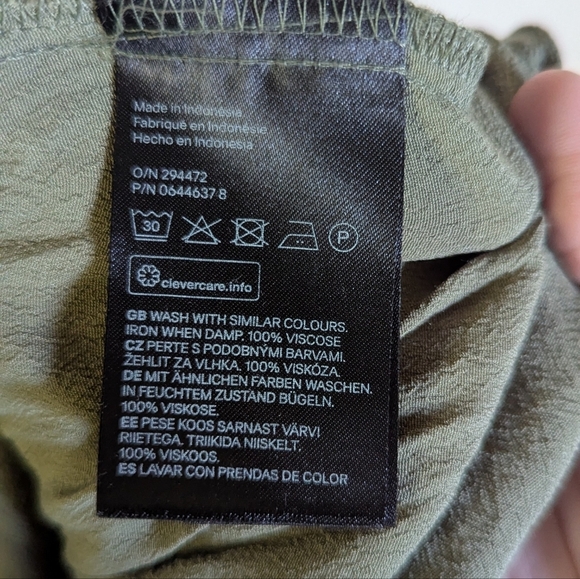 Made in Indonesia
Fabriqué en Indonésie
Hecho en Indonesia
O/N 294472
P/N 0644637 8
30 P
clevercare.info
GB WASH WITH SIMILAR COLOURS.
IRON WHEN DAMP. 100% VISCOSE
CZ PERTE S PODOBNÝMI BARVAMI.
ŽEHLIT ZA VLHKA. 100% VISKÓZA.
DE MIT ÄHNLICHEN FARBEN WASCHEN.
IN FEUCHTEM ZUSTAND BÜGELN.
100% VISKOSE.
EE PESE KOOS SARNAST VÄRVI
RIIETEGA. TRIIKIDA NIISKELT.
100% VISKOOS.
ES LAVAR CON PRENDAS DE COLOR